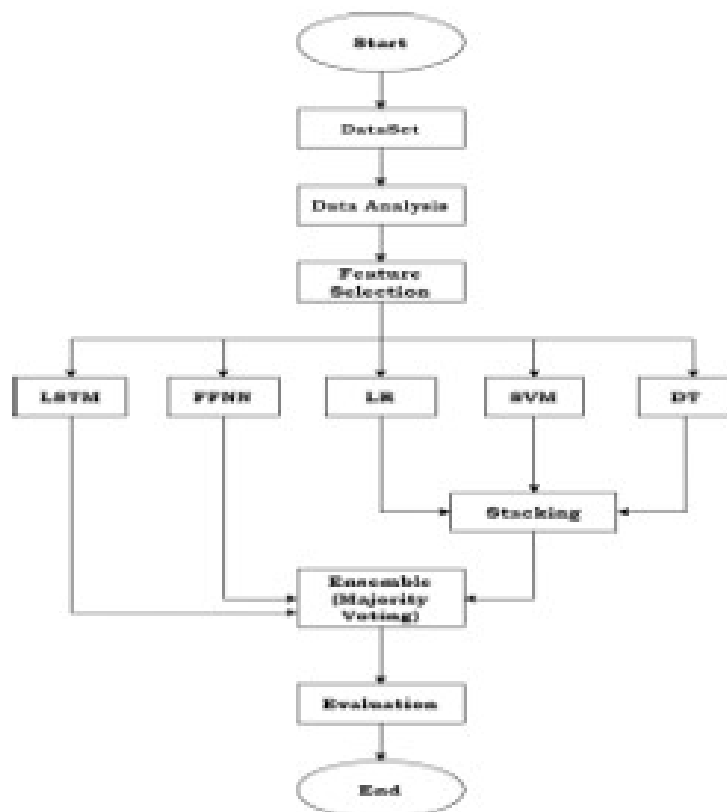 Start
DataSet
Data Analysis
Feature
Selection
LSTM
FFNN
LR
SVM
DT
Stacking
Ensemble
(Majority
Voting)
Evaluation
End